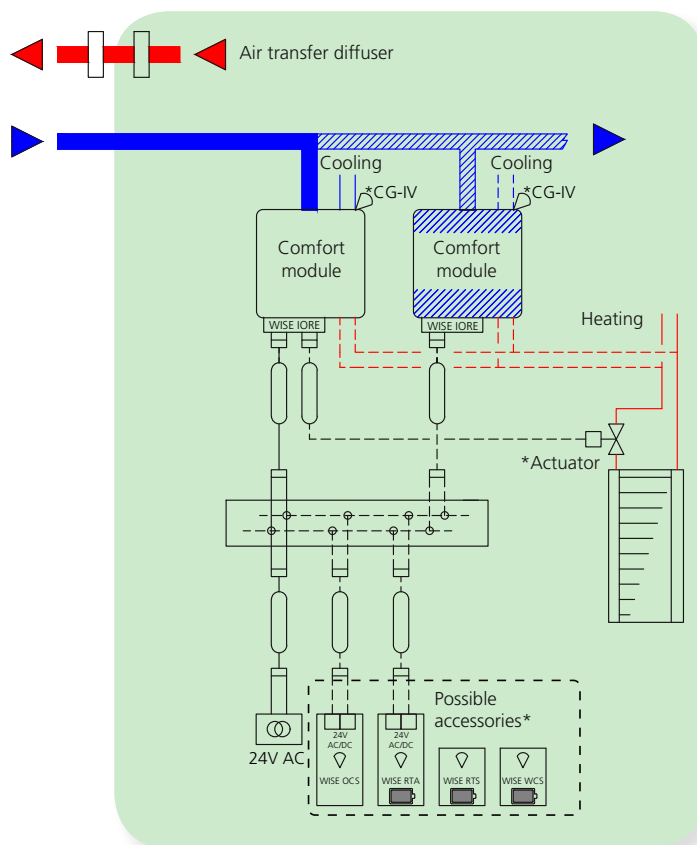 Air transfer diffuser
Cooling
Cooling
*CG-IV
*CG-IV
Comfort
module
Comfort
module
WISE IORE
WISE IORE
Heating
*Actuator
Possible
accessories*
24V
AC/DC
24V
AC/DC
24V AC
WISE OCS
WISE RTA
WISE RTS
WISE WCS